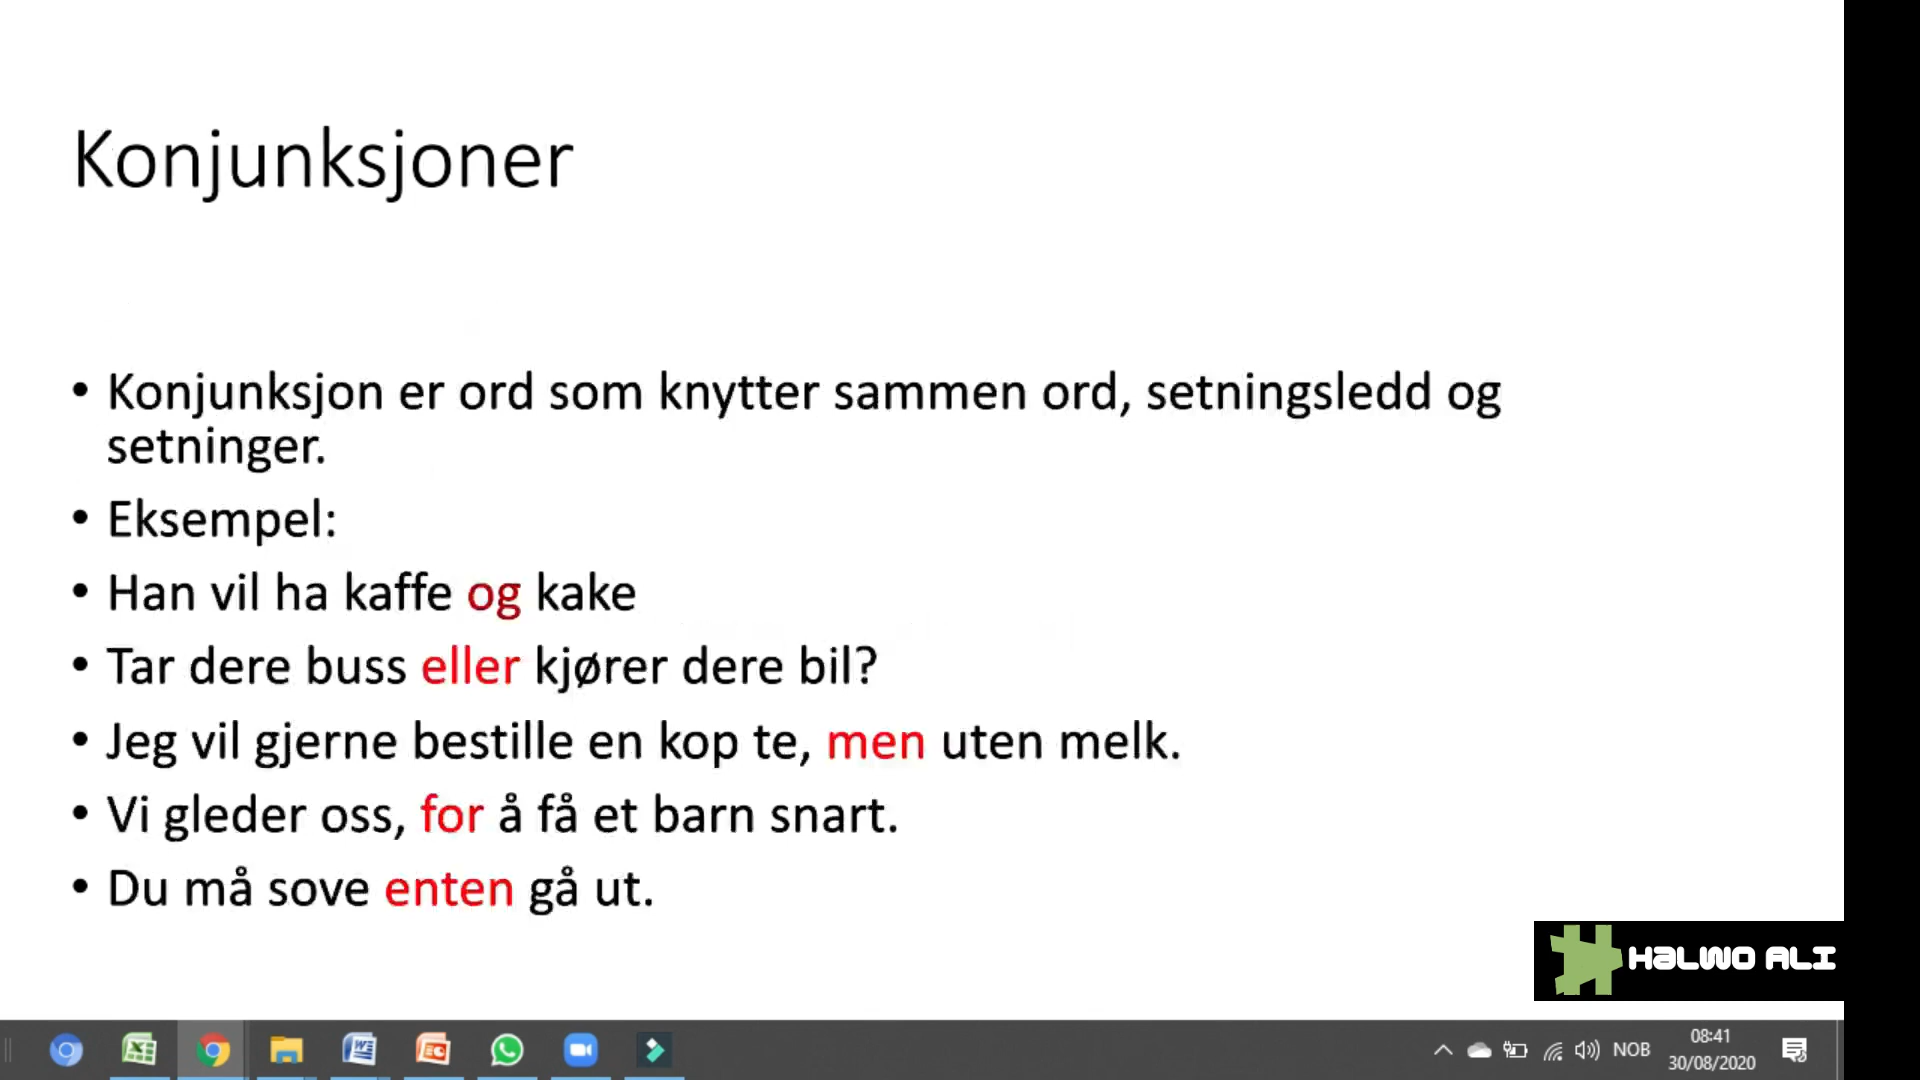 Konjunksjoner
• Konjunksjon er ord som knytter sammen ord, setningsledd og
setninger.
• Eksempel:
• Han vil ha kaffe og kake
• Tar dere buss eller kjører dere bil?
• Jeg vil gjerne bestille en kop te, men uten melk.
• Vi gleder oss, for å få et barn snart.
• Du må sove enten gå ut.
HALWO ALI
NOB
08:41
30/08/2020